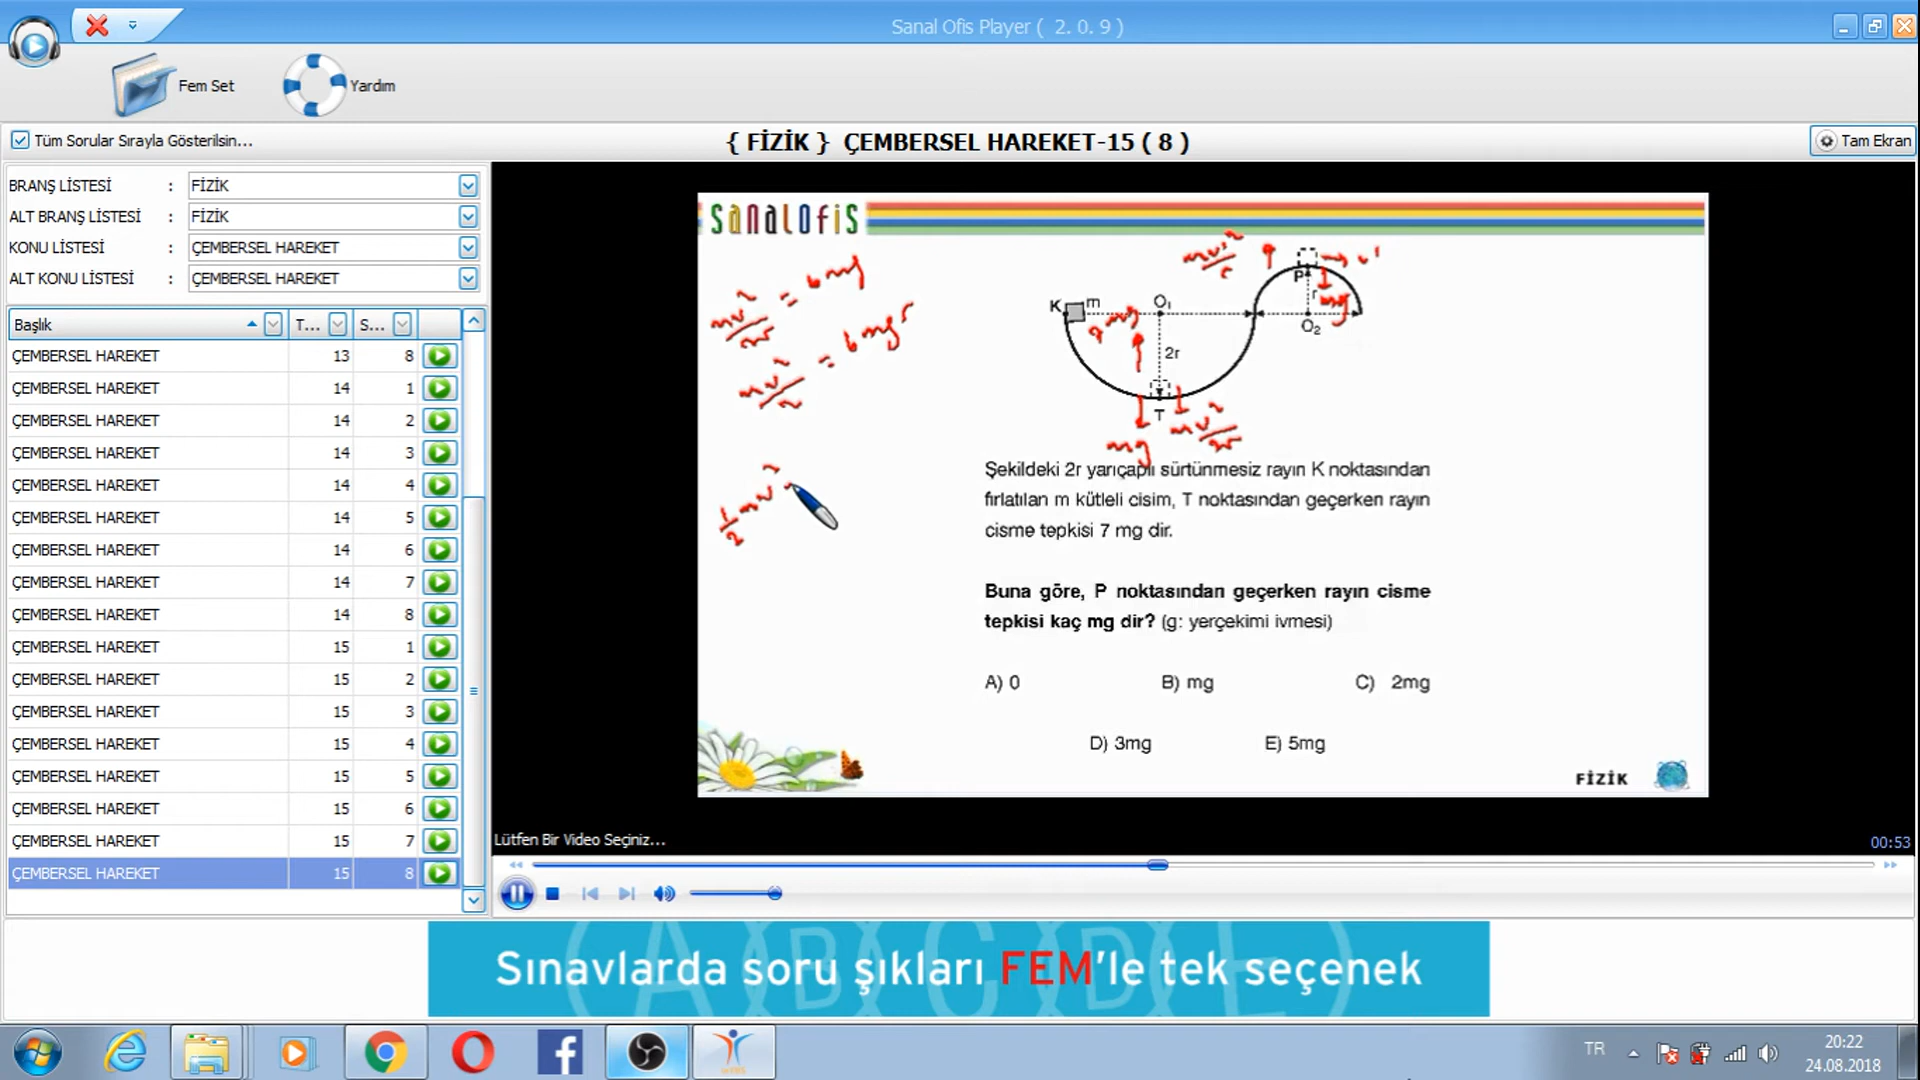 Sanal Ofis Player ( 2. 0. 9 )
Fem Set
Yardım
Tüm Sorular Sırayla Gösterilsin...
{ FİZİK } ÇEMBERSEL HAREKET-15 ( 8 )
Tam Ekran
BRANŞ LİSTESİ : FİZİK
ALT BRANŞ LİSTESİ : FİZİK
KONU LİSTESİ : ÇEMBERSEL HAREKET
ALT KONU LİSTESİ : ÇEMBERSEL HAREKET
Başlık T... S...
ÇEMBERSEL HAREKET 13 8
ÇEMBERSEL HAREKET 14 1
ÇEMBERSEL HAREKET 14 2
ÇEMBERSEL HAREKET 14 3
ÇEMBERSEL HAREKET 14 4
ÇEMBERSEL HAREKET 14 5
ÇEMBERSEL HAREKET 14 6
ÇEMBERSEL HAREKET 14 7
ÇEMBERSEL HAREKET 14 8
ÇEMBERSEL HAREKET 15 1
ÇEMBERSEL HAREKET 15 2
ÇEMBERSEL HAREKET 15 3
ÇEMBERSEL HAREKET 15 4
ÇEMBERSEL HAREKET 15 5
ÇEMBERSEL HAREKET 15 6
ÇEMBERSEL HAREKET 15 7
ÇEMBERSEL HAREKET 15 8
SANALOFİS
K m O₁ P r O₂
2r
T
mg
mg
Şekildeki 2r yarıçaplı sürtünmesiz rayın K noktasından
fırlatılan m kütleli cisim, T noktasından geçerken rayın
cisme tepkisi 7 mg dir.
Buna göre, P noktasından geçerken rayın cisme
tepkisi kaç mg dir? (g: yerçekimi ivmesi)
A) 0 B) mg C) 2mg
D) 3mg E) 5mg
FİZİK
Lütfen Bir Video Seçiniz...
00:53
Sınavlarda soru şıkları FEM'le tek seçenek
TR
20:22
24.08.2018